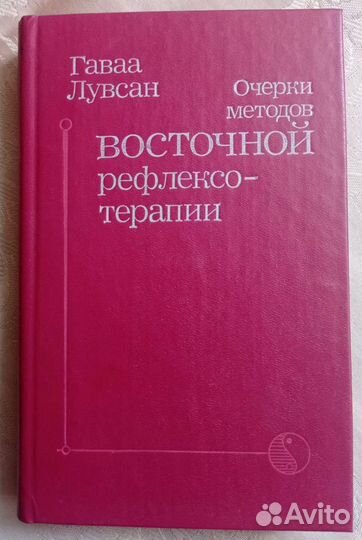 Гаваа
Лувсан
Очерки
методов
ВОСТОЧНОЙ
рефлексо-
терапии
Avito